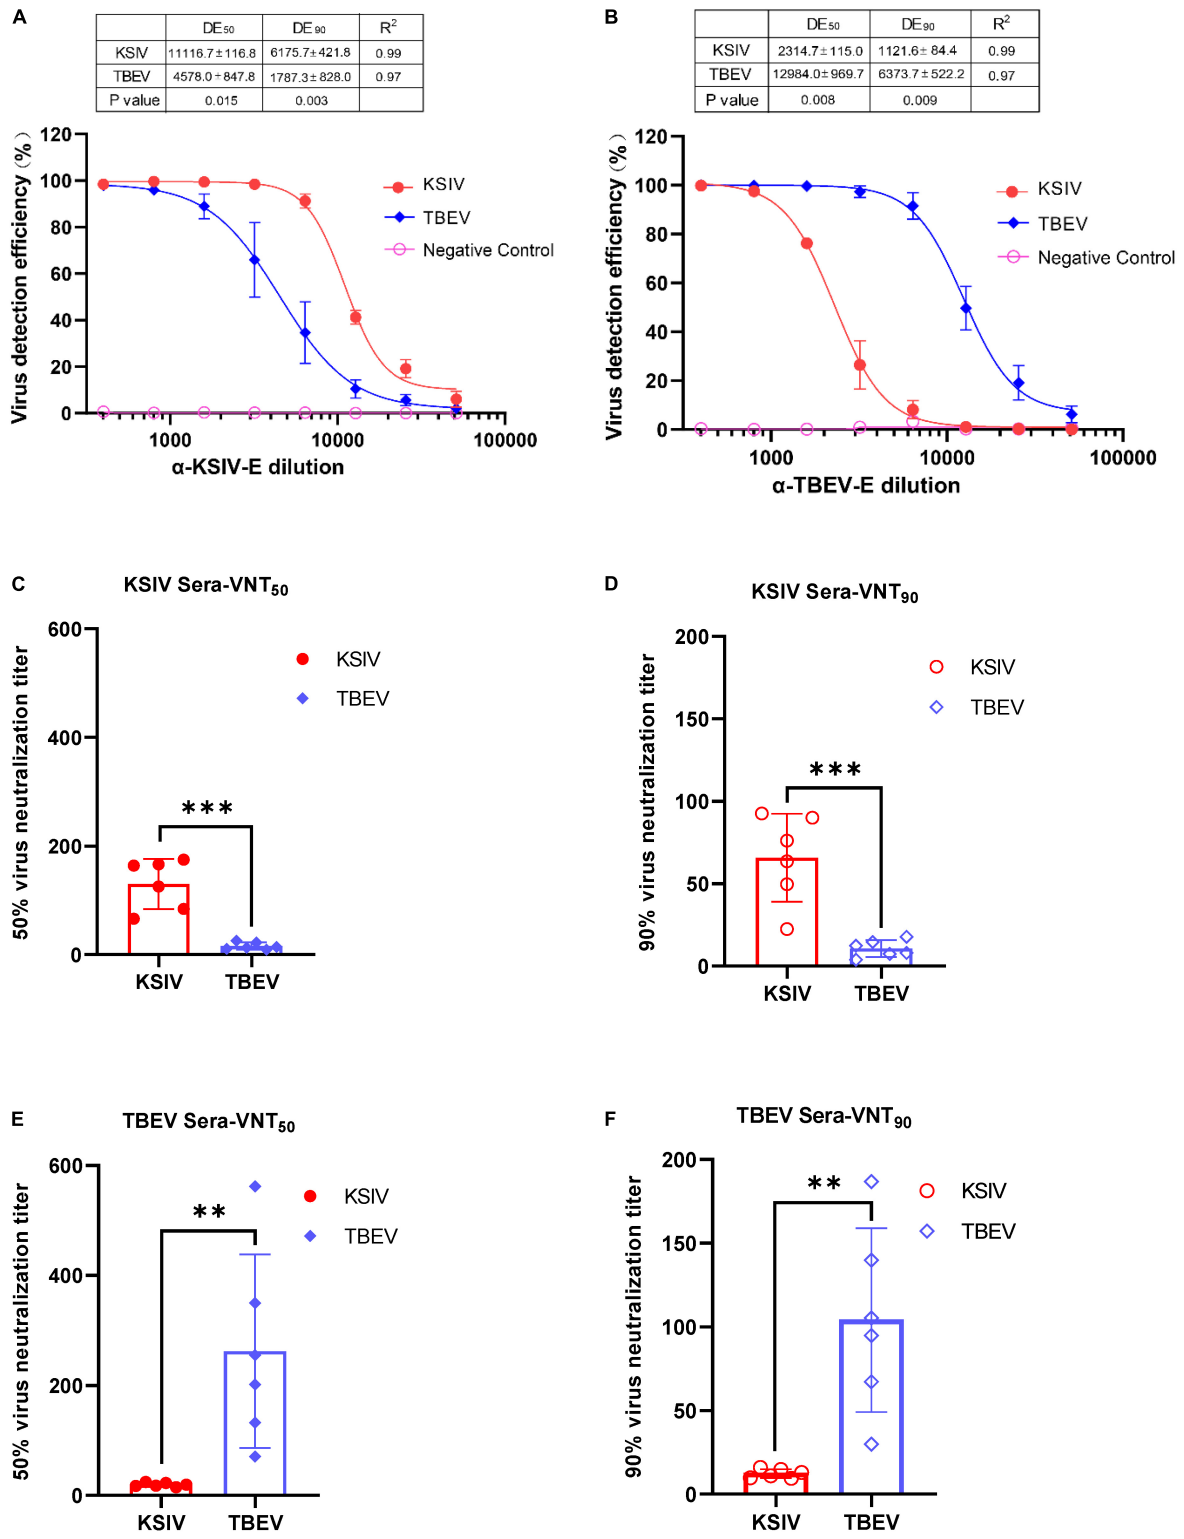 A
DE50 DE90 R2
KSIV 11116.7±116.8 6175.7±421.8 0.99
TBEV 4578.0±847.8 1787.3±828.0 0.97
P value 0.015 0.003
Virus detection efficiency (%)
120
100
80
60
40
20
0
1000 10000 100000
α-KSIV-E dilution
KSIV
TBEV
Negative Control
B
DE50 DE90 R2
KSIV 2314.7±115.0 1121.6±84.4 0.99
TBEV 12984.0±969.7 6373.7±522.2 0.97
P value 0.008 0.009
Virus detection efficiency (%)
120
100
80
60
40
20
0
1000 10000 100000
α-TBEV-E dilution
KSIV
TBEV
Negative Control
C
KSIV Sera-VNT50
50% virus neutralization titer
600
400
200
0
***
KSIV TBEV
KSIV
TBEV
D
KSIV Sera-VNT90
90% virus neutralization titer
200
150
100
50
0
***
KSIV TBEV
KSIV
TBEV
E
TBEV Sera-VNT50
50% virus neutralization titer
600
400
200
0
**
KSIV TBEV
KSIV
TBEV
F
TBEV Sera-VNT90
90% virus neutralization titer
200
150
100
50
0
**
KSIV TBEV
KSIV
TBEV